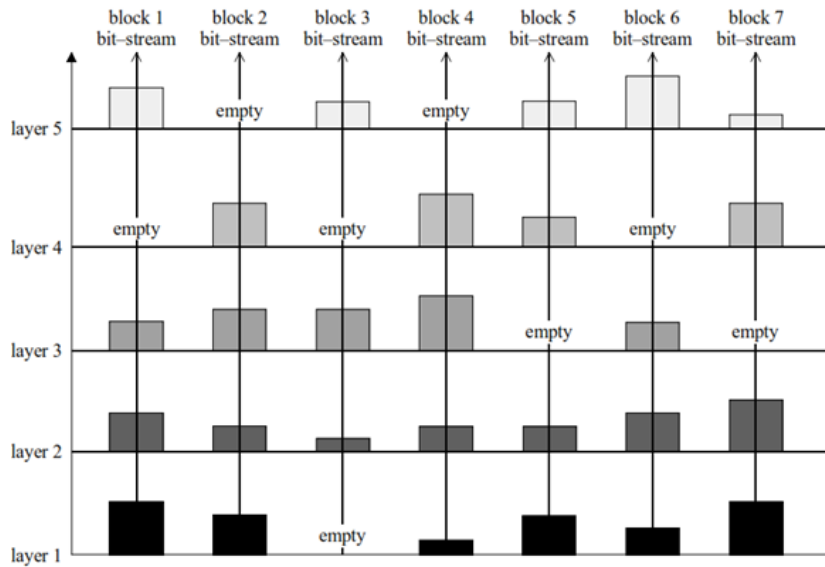 block 1 block 2 block 3 block 4 block 5 block 6 block 7
bit–stream bit–stream bit–stream bit–stream bit–stream bit–stream bit–stream
empty empty
layer 5
empty empty empty
layer 4
empty empty
layer 3
layer 2
empty
layer 1